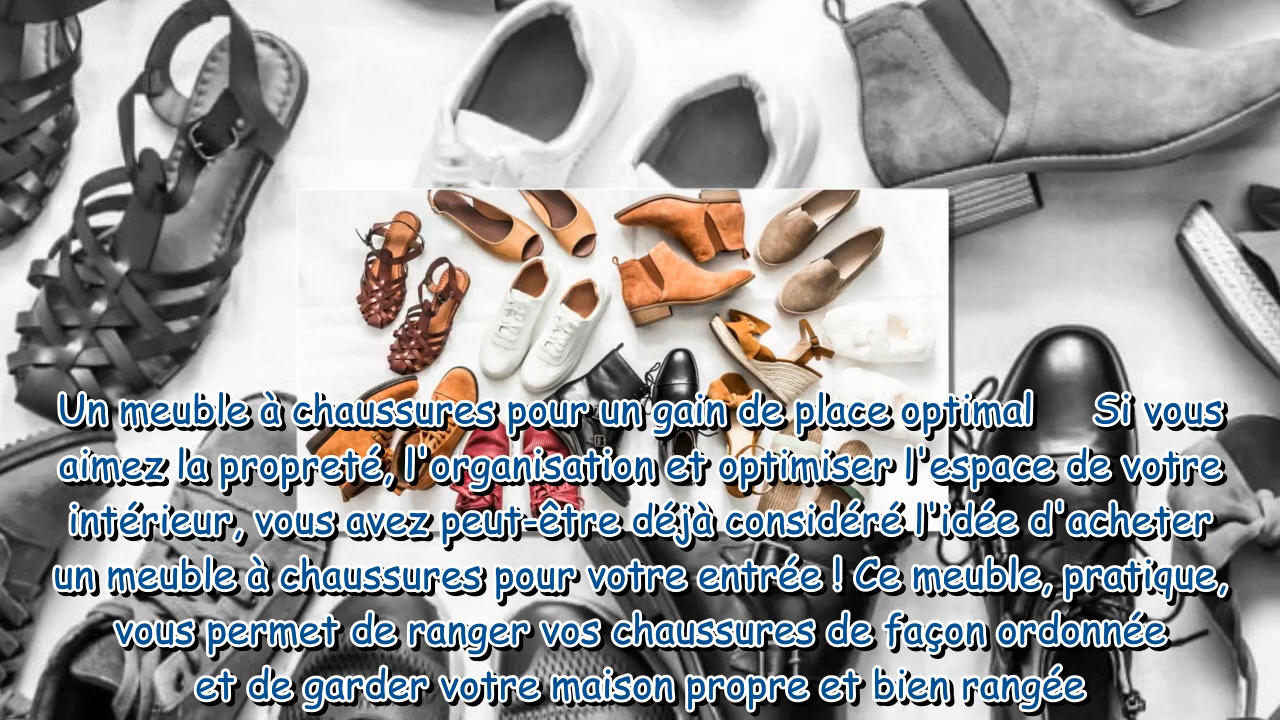 Un meuble à chaussures pour un gain de place optimal Si vous
aimez la propreté, l'organisation et optimiser l'espace de votre
intérieur, vous avez peut-être déjà considéré l'idée d'acheter
un meuble à chaussures pour votre entrée ! Ce meuble, pratique,
vous permet de ranger vos chaussures de façon ordonnée
et de garder votre maison propre et bien rangée